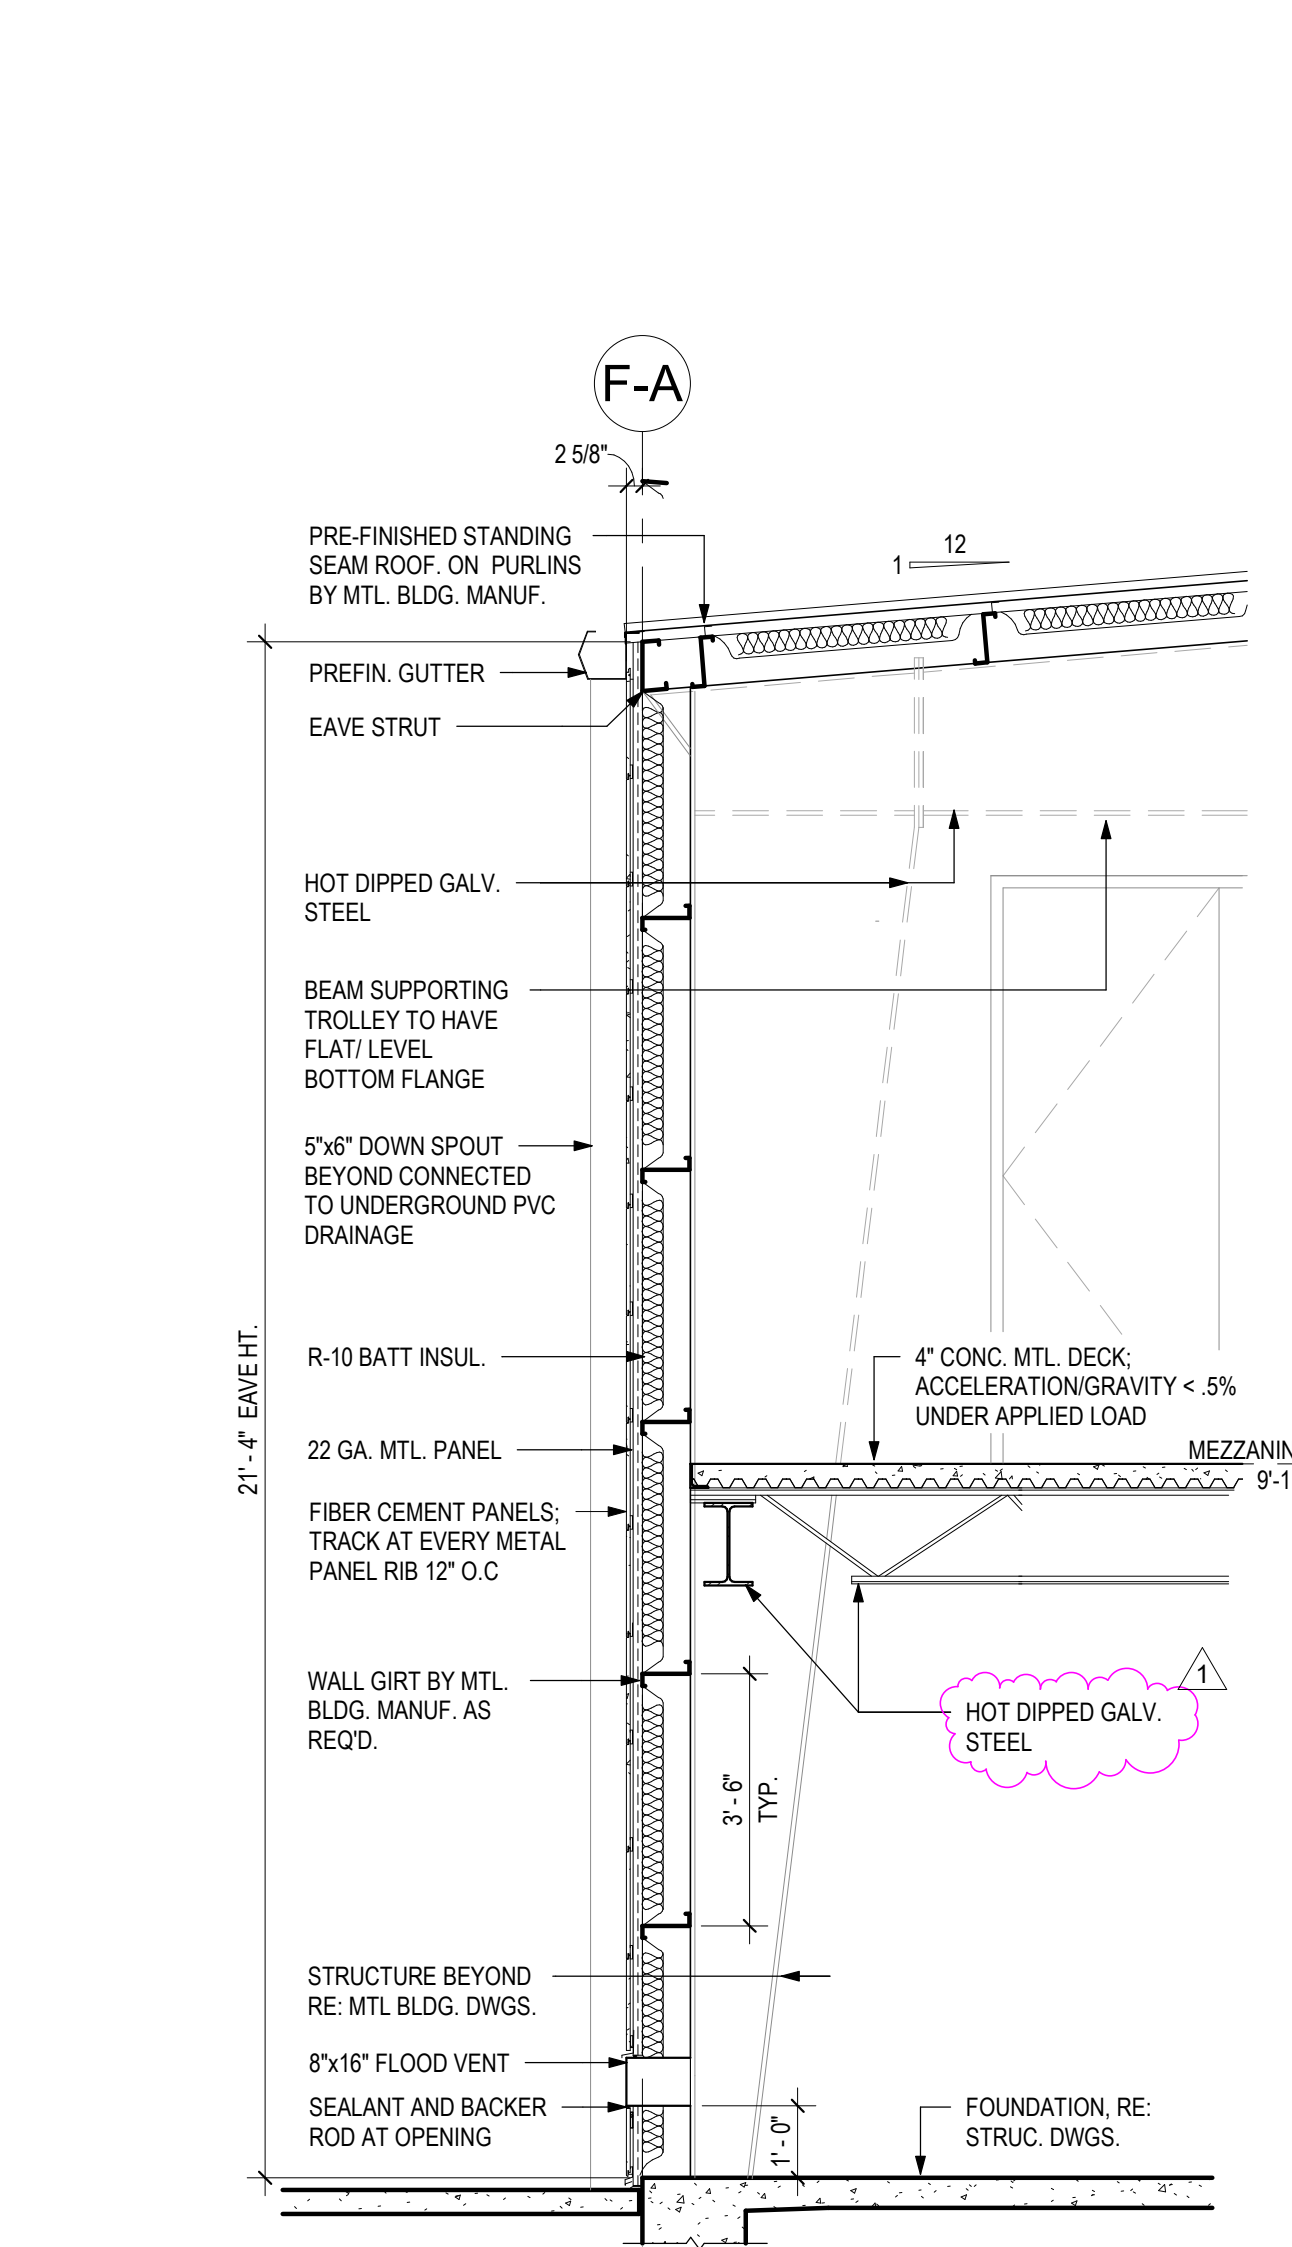 F-A
2 5/8"
PRE-FINISHED STANDING
SEAM ROOF. ON PURLINS
BY MTL. BLDG. MANUF.
12
1
PREFIN. GUTTER
EAVE STRUT
HOT DIPPED GALV.
STEEL
BEAM SUPPORTING
TROLLEY TO HAVE
FLAT/ LEVEL
BOTTOM FLANGE
5"x6" DOWN SPOUT
BEYOND CONNECTED
TO UNDERGROUND PVC
DRAINAGE
21' - 4" EAVE HT.
R-10 BATT INSUL.
4" CONC. MTL. DECK;
ACCELERATION/GRAVITY < .5%
UNDER APPLIED LOAD
22 GA. MTL. PANEL
MEZZANIN
9'-1
FIBER CEMENT PANELS;
TRACK AT EVERY METAL
PANEL RIB 12" O.C
WALL GIRT BY MTL.
BLDG. MANUF. AS
REQ'D.
1
HOT DIPPED GALV.
STEEL
3' - 6"
TYP.
STRUCTURE BEYOND
RE: MTL BLDG. DWGS.
8"x16" FLOOD VENT
SEALANT AND BACKER
ROD AT OPENING
1' - 0"
FOUNDATION, RE:
STRUC. DWGS.